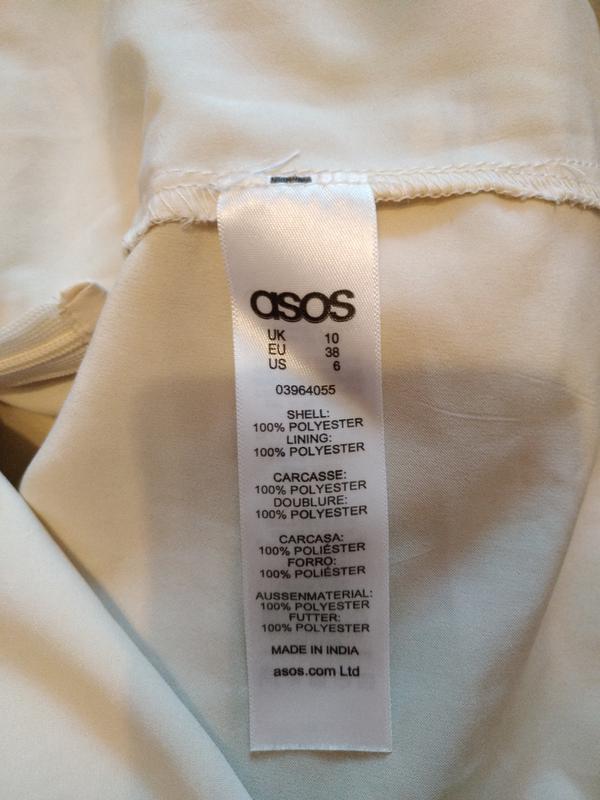 asos
UK 10
EU 38
US 6
03964055
SHELL:
100% POLYESTER
LINING:
100% POLYESTER
CARCASSE:
100% POLYESTER
DOUBLURE:
100% POLYESTER
CARCASA:
100% POLIÉSTER
FORRO:
100% POLIÉSTER
AUSSENMATERIAL:
100% POLYESTER
FUTTER:
100% POLYESTER
MADE IN INDIA
asos.com Ltd